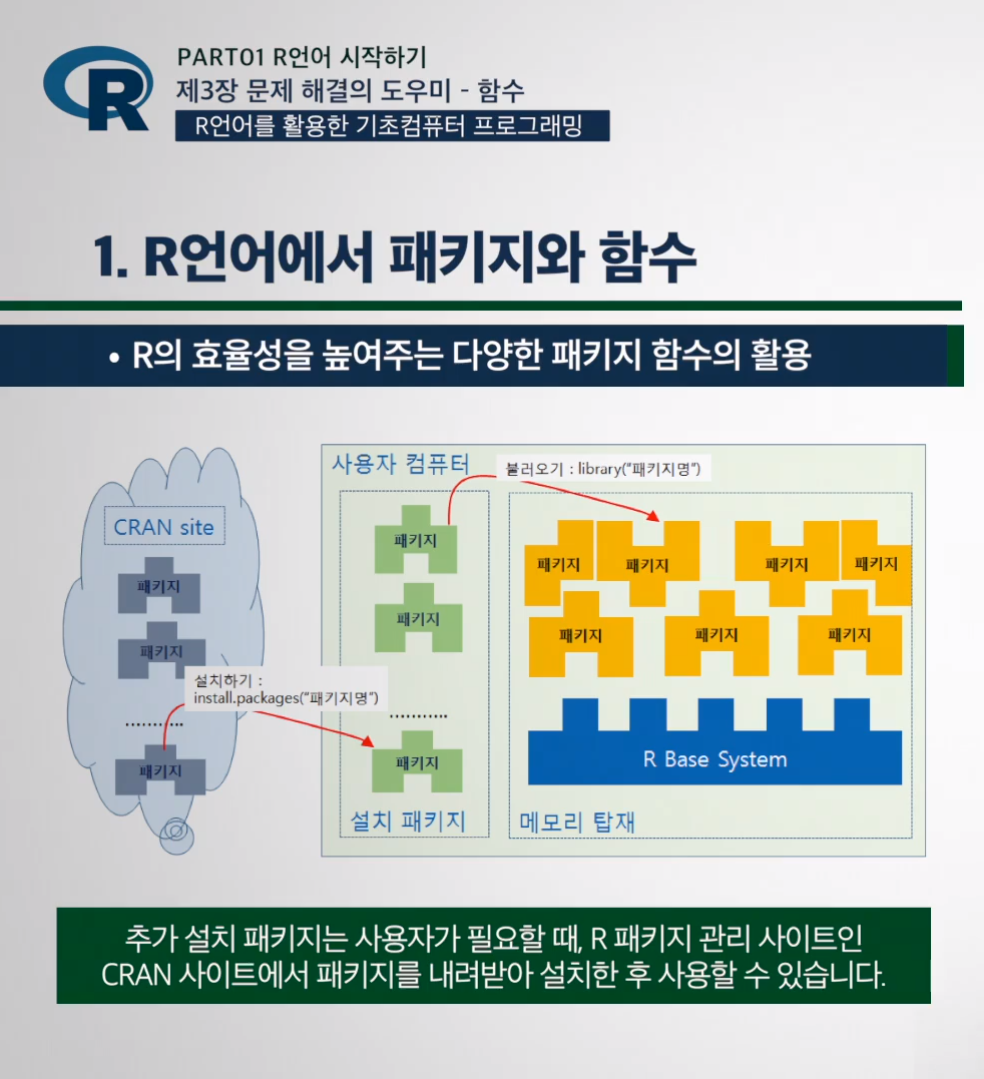 R
PART01 R언어 시작하기
제3장 문제 해결의 도우미 - 함수
R언어를 활용한 기초컴퓨터 프로그래밍
1. R언어에서 패키지와 함수
• R의 효율성을 높여주는 다양한 패키지 함수의 활용
CRAN site
패키지
패키지
설치하기 :
install.packages("패키지명")
...........
패키지
사용자 컴퓨터
불러오기 : library("패키지명")
패키지
패키지
...........
패키지
설치 패키지
패키지 패키지 패키지 패키지
패키지 패키지 패키지
R Base System
메모리 탑재
추가 설치 패키지는 사용자가 필요할 때, R 패키지 관리 사이트인
CRAN 사이트에서 패키지를 내려받아 설치한 후 사용할 수 있습니다.